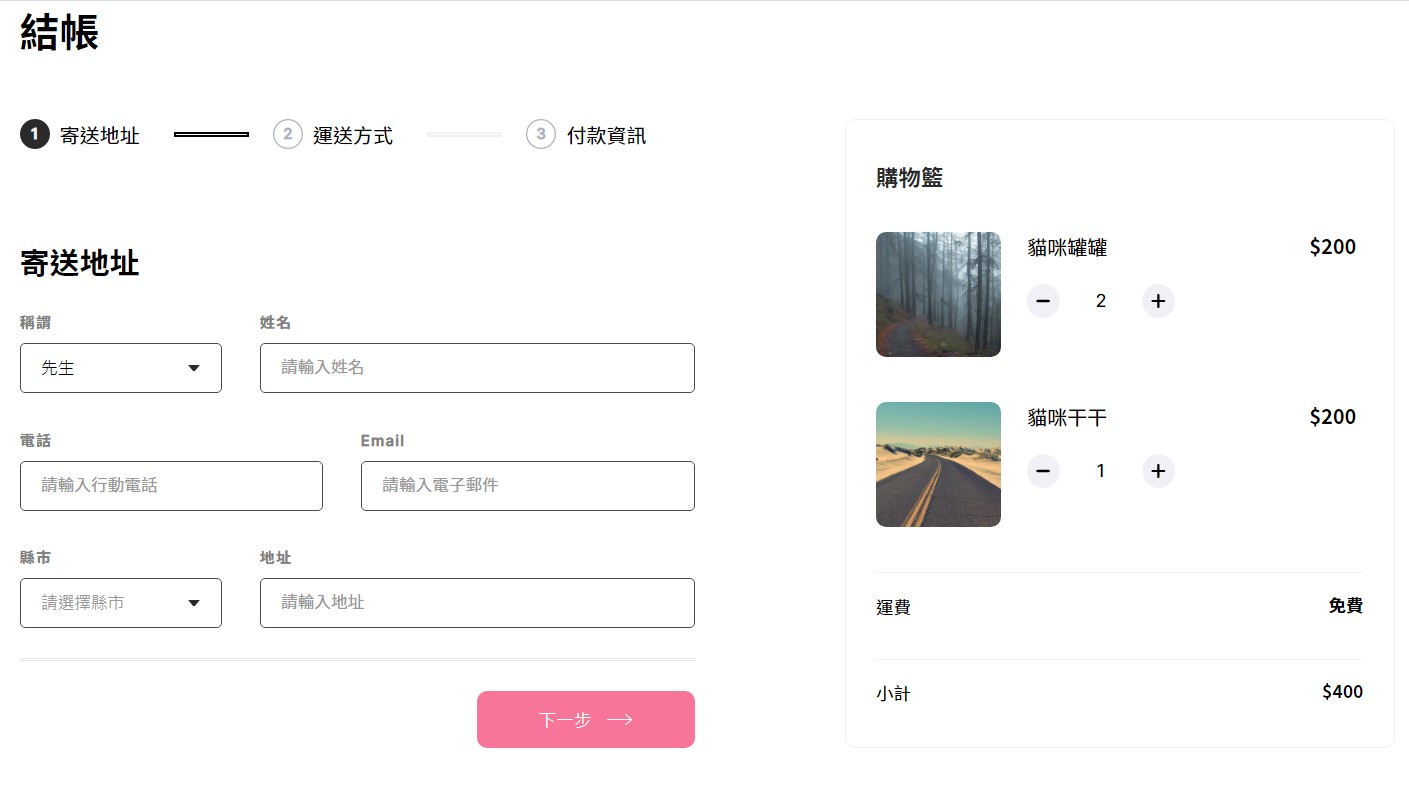 結帳
1 寄送地址 2 運送方式 3 付款資訊
寄送地址
稱謂 姓名
先生 請輸入姓名
電話 Email
請輸入行動電話 請輸入電子郵件
縣市 地址
請選擇縣市 請輸入地址
下一步
購物籃
貓咪罐罐 $200
2
貓咪干干 $200
1
運費 免費
小計 $400